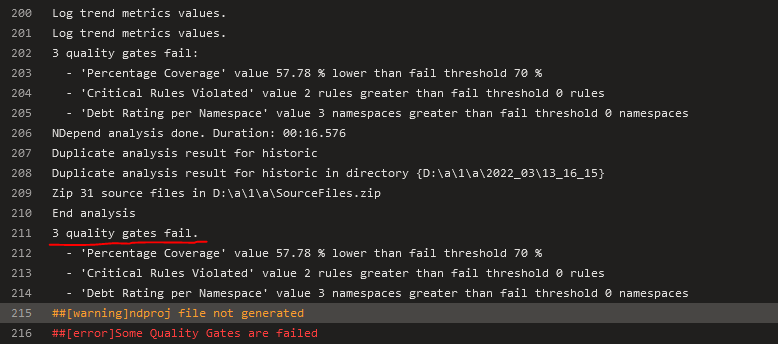 200 Log trend metrics values.
201 Log trend metrics values.
202 3 quality gates fail:
203 - 'Percentage Coverage' value 57.78 % lower than fail threshold 70 %
204 - 'Critical Rules Violated' value 2 rules greater than fail threshold 0 rules
205 - 'Debt Rating per Namespace' value 3 namespaces greater than fail threshold 0 namespaces
206 NDepend analysis done. Duration: 00:16.576
207 Duplicate analysis result for historic
208 Duplicate analysis result for historic in directory {D:\a\1\a\2022_03\13_16_15}
209 Zip 31 source files in D:\a\1\a\SourceFiles.zip
210 End analysis
211 3 quality gates fail.
212 - 'Percentage Coverage' value 57.78 % lower than fail threshold 70 %
213 - 'Critical Rules Violated' value 2 rules greater than fail threshold 0 rules
214 - 'Debt Rating per Namespace' value 3 namespaces greater than fail threshold 0 namespaces
215 ##[warning]ndproj file not generated
216 ##[error]Some Quality Gates are failed